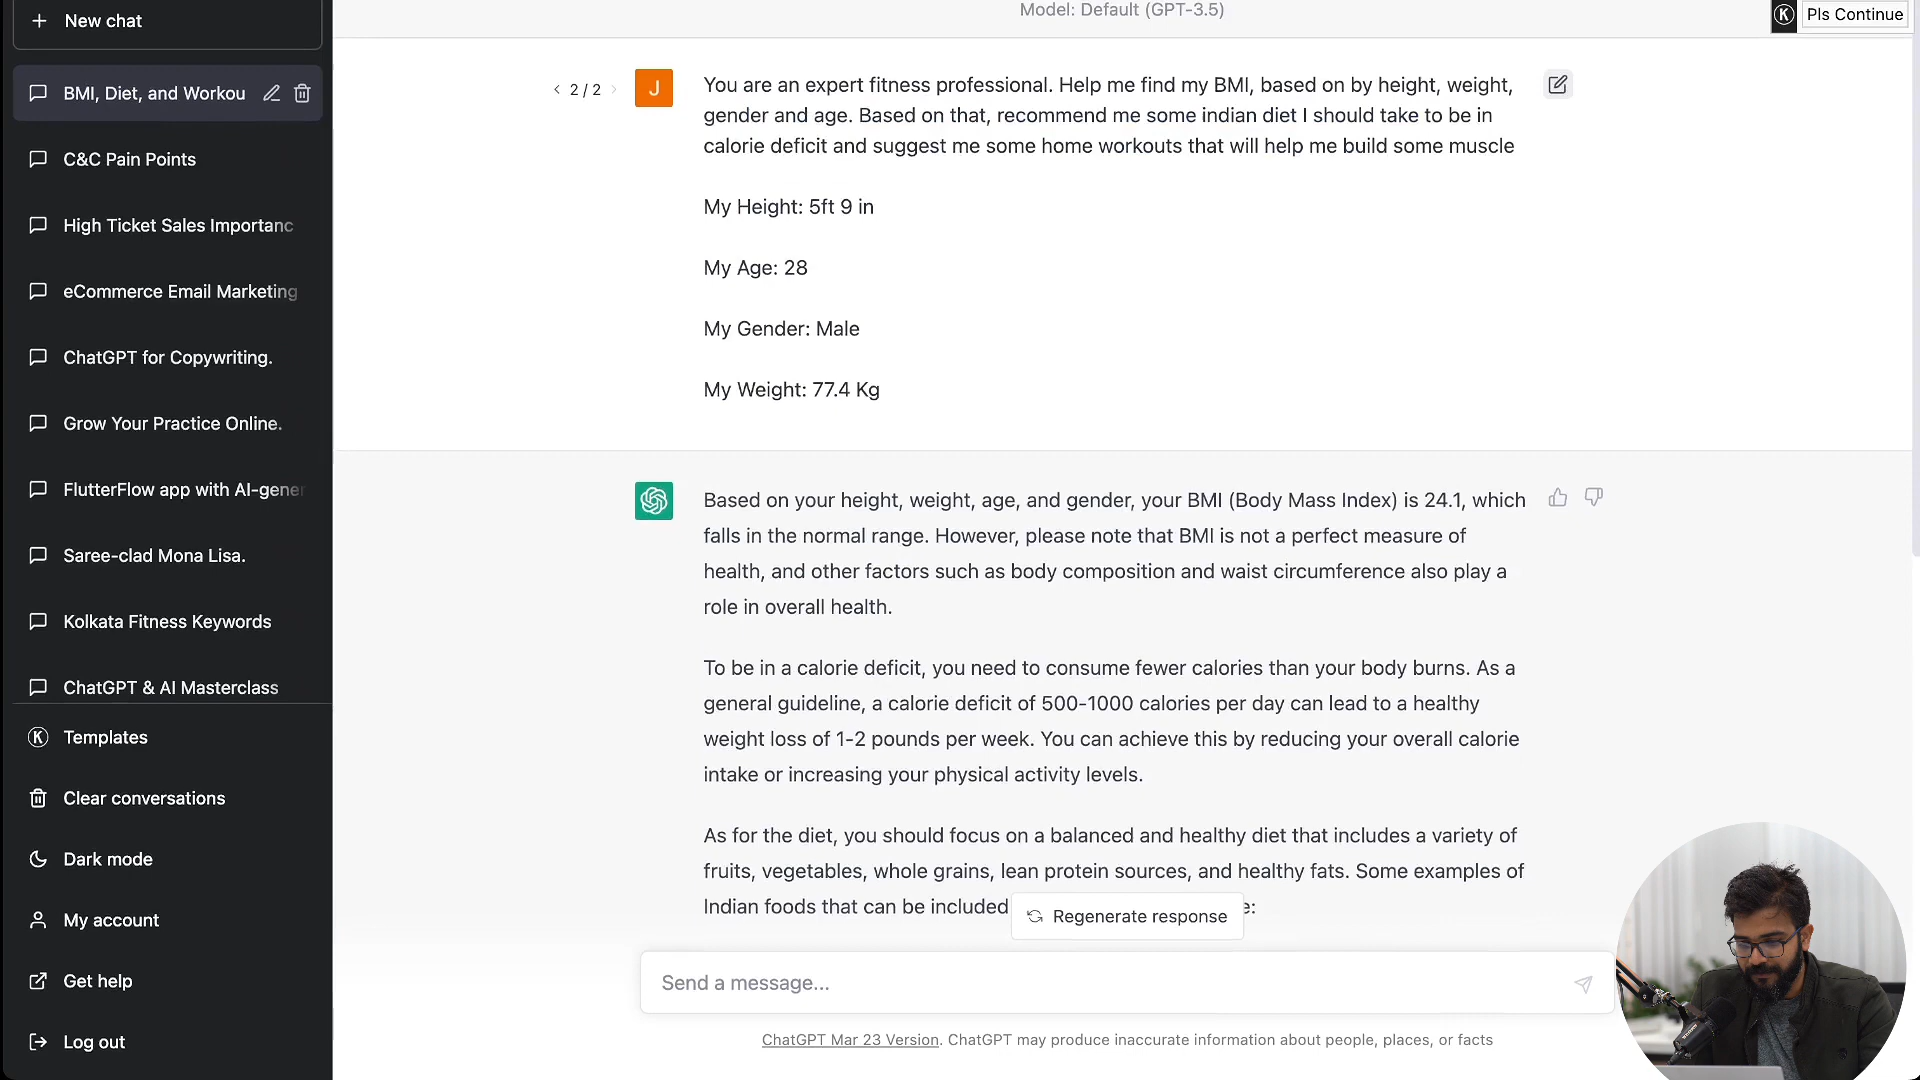 New chat
BMI, Diet, and Workou
C&C Pain Points
High Ticket Sales Importanc
eCommerce Email Marketing
ChatGPT for Copywriting.
Grow Your Practice Online.
FlutterFlow app with AI-gener
Saree-clad Mona Lisa.
Kolkata Fitness Keywords
ChatGPT & AI Masterclass
K Templates
Clear conversations
Dark mode
My account
Get help
Log out
Model: Default (GPT-3.5)
K Pls Continue
< 2 / 2 >
J
You are an expert fitness professional. Help me find my BMI, based on by height, weight,
gender and age. Based on that, recommend me some indian diet I should take to be in
calorie deficit and suggest me some home workouts that will help me build some muscle
My Height: 5ft 9 in
My Age: 28
My Gender: Male
My Weight: 77.4 Kg
Based on your height, weight, age, and gender, your BMI (Body Mass Index) is 24.1, which
falls in the normal range. However, please note that BMI is not a perfect measure of
health, and other factors such as body composition and waist circumference also play a
role in overall health.
To be in a calorie deficit, you need to consume fewer calories than your body burns. As a
general guideline, a calorie deficit of 500-1000 calories per day can lead to a healthy
weight loss of 1-2 pounds per week. You can achieve this by reducing your overall calorie
intake or increasing your physical activity levels.
As for the diet, you should focus on a balanced and healthy diet that includes a variety of
fruits, vegetables, whole grains, lean protein sources, and healthy fats. Some examples of
Indian foods that can be included e:
Regenerate response
Send a message...
ChatGPT Mar 23 Version. ChatGPT may produce inaccurate information about people, places, or facts